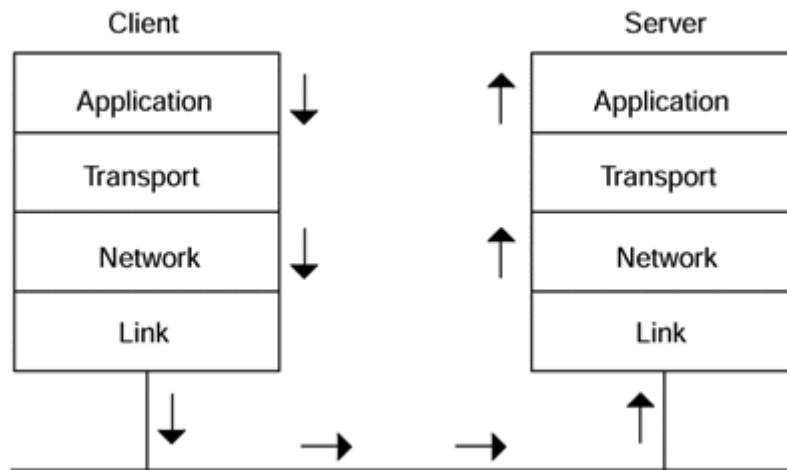 Client
Server
Application
Application
Transport
Transport
Network
Network
Link
Link